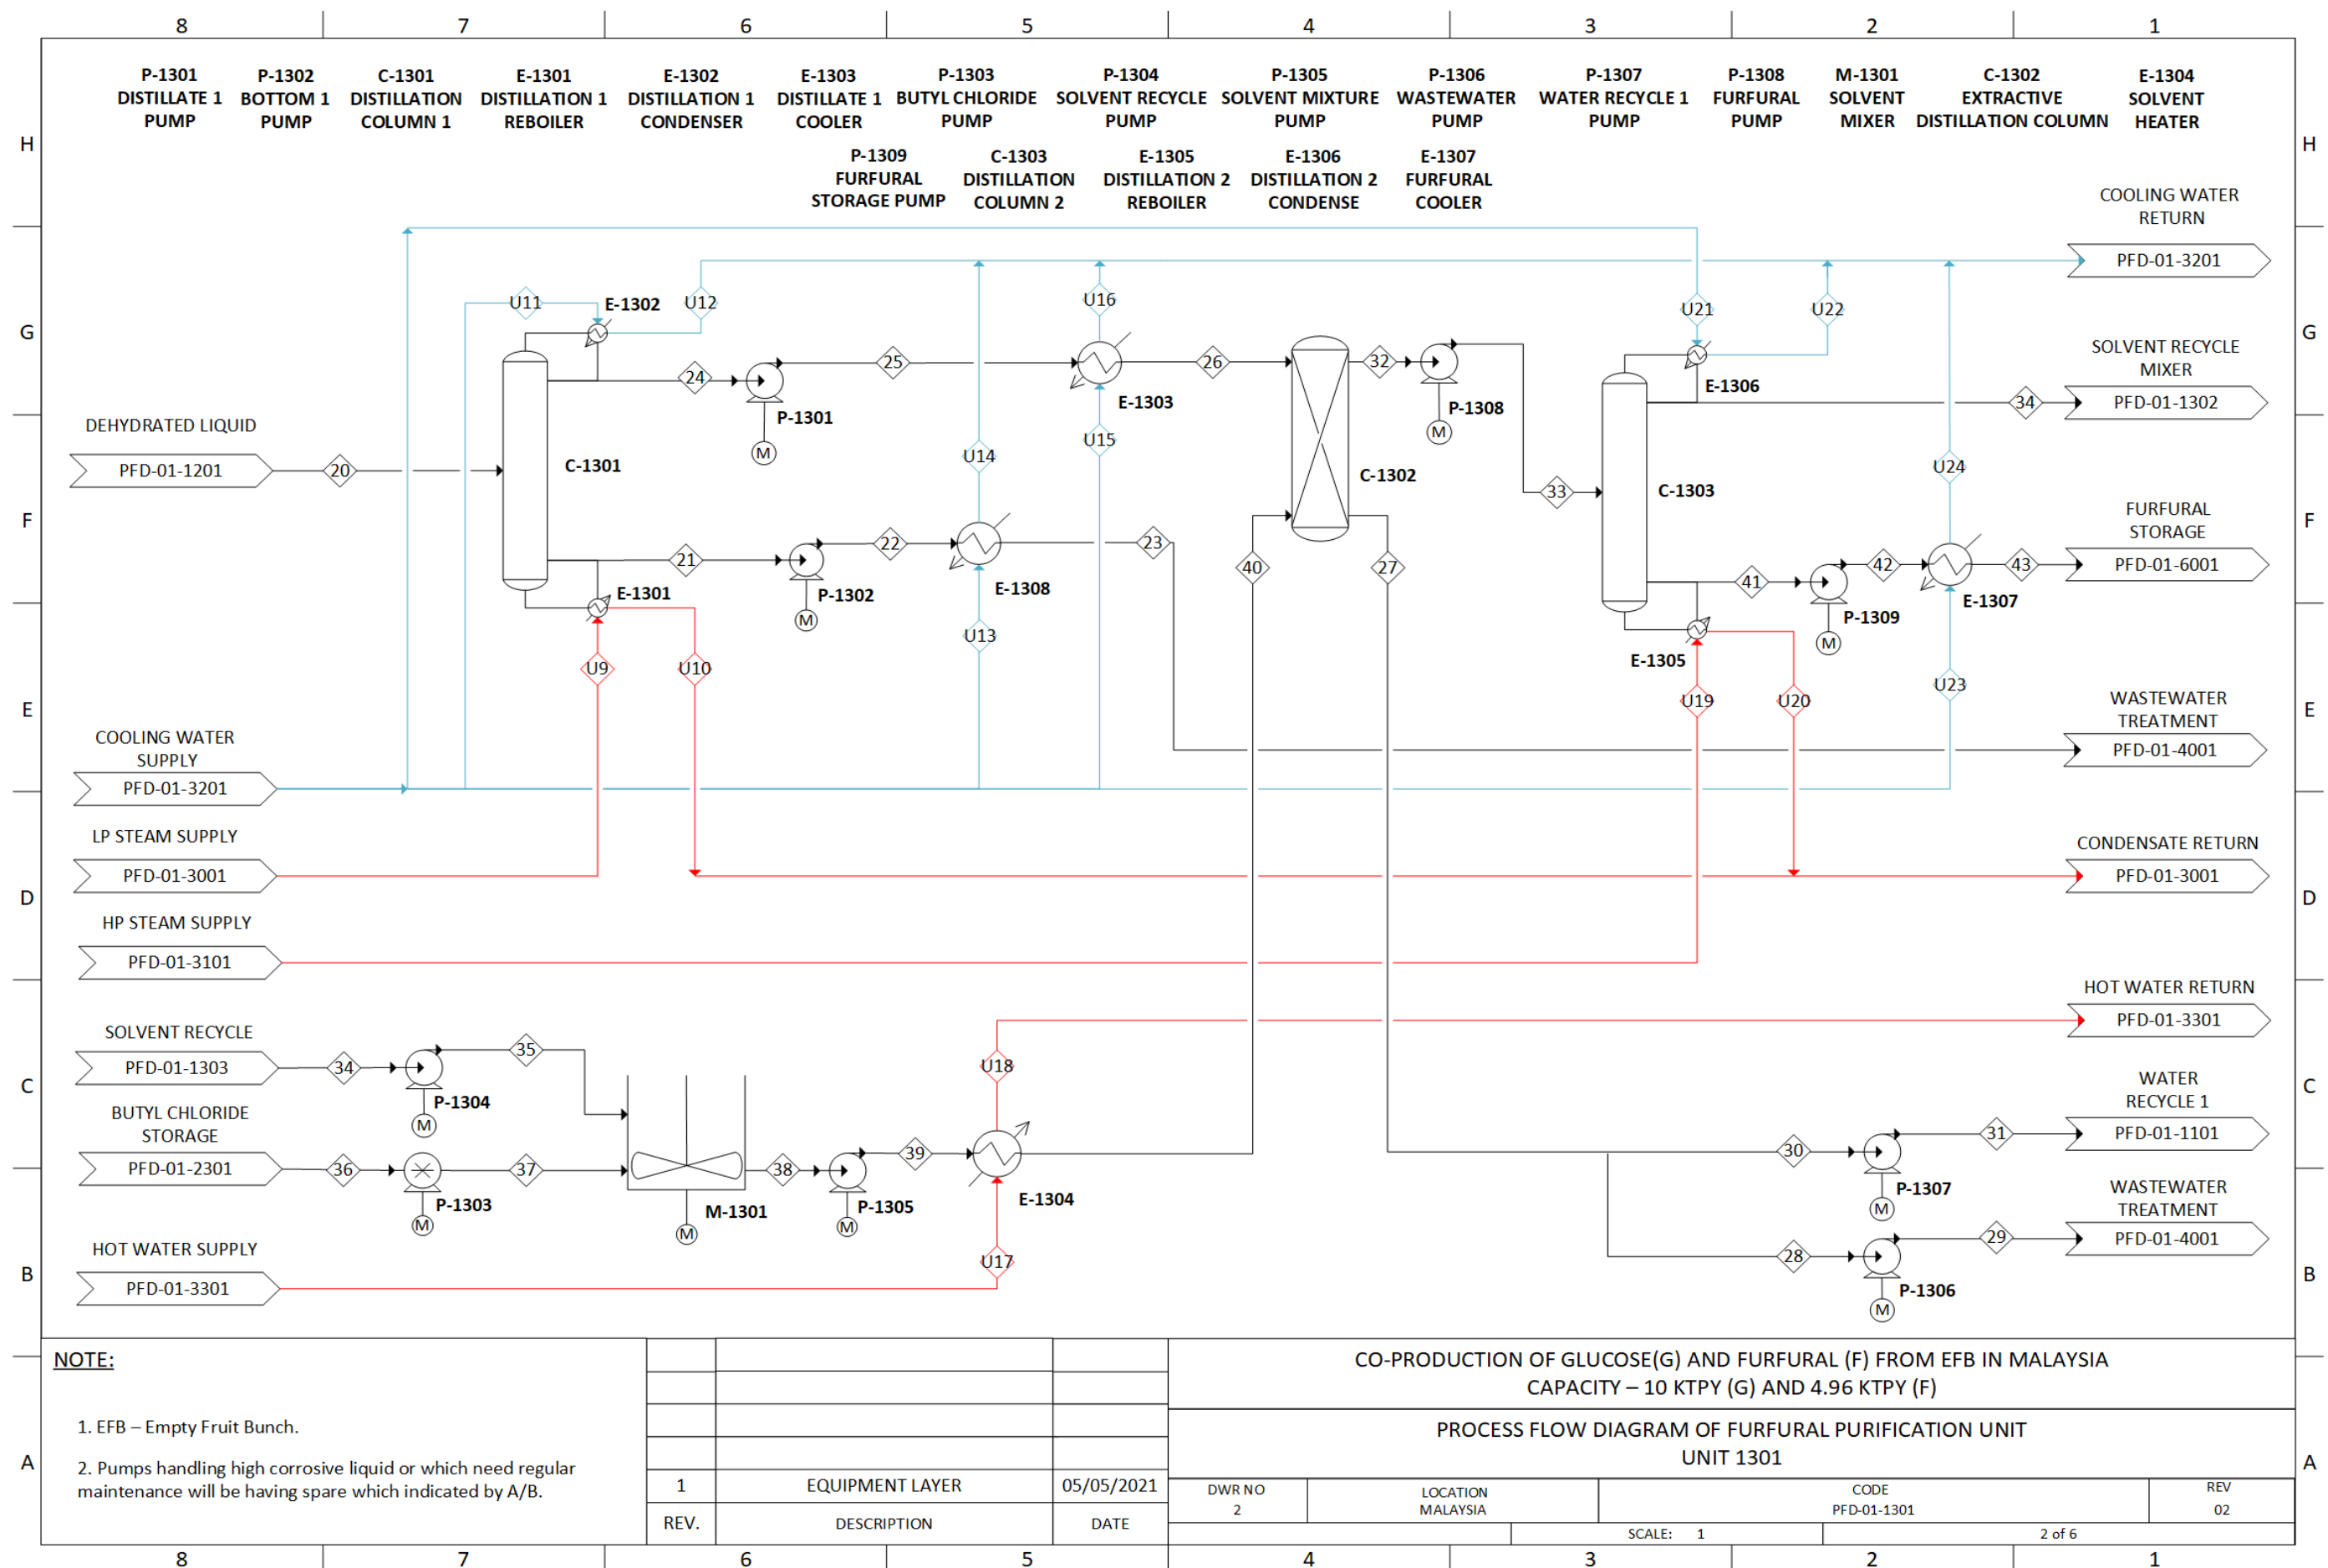 8 7 6 5 4 3 2 1
P-1301
DISTILLATE 1
PUMP
P-1302
BOTTOM 1
PUMP
C-1301
DISTILLATION
COLUMN 1
E-1301
DISTILLATION 1
REBOILER
E-1302
DISTILLATION 1
CONDENSER
E-1303
DISTILLATE 1
COOLER
P-1303
BUTYL CHLORIDE
PUMP
P-1304
SOLVENT RECYCLE
PUMP
P-1305
SOLVENT MIXTURE
PUMP
P-1306
WASTEWATER
PUMP
P-1307
WATER RECYCLE 1
PUMP
P-1308
FURFURAL
PUMP
M-1301
SOLVENT
MIXER
C-1302
EXTRACTIVE
DISTILLATION COLUMN
E-1304
SOLVENT
HEATER
H
H
P-1309
FURFURAL
STORAGE PUMP
C-1303
DISTILLATION
COLUMN 2
E-1305
DISTILLATION 2
REBOILER
E-1306
DISTILLATION 2
CONDENSE
E-1307
FURFURAL
COOLER
COOLING WATER
RETURN
PFD-01-3201
U11
E-1302
U12
U16
U21
U22
G
G
SOLVENT RECYCLE
MIXER
PFD-01-1302
24
25
26
32
34
P-1301
M
E-1303
P-1308
M
E-1306
DEHYDRATED LIQUID
PFD-01-1201
20
C-1301
U14
U15
C-1302
C-1303
33
U24
F
F
FURFURAL
STORAGE
PFD-01-6001
21
22
23
40
27
41
42
43
E-1301
P-1302
M
E-1308
P-1309
M
E-1307
U9
U10
U13
E-1305
U19
U20
U23
E
E
WASTEWATER
TREATMENT
PFD-01-4001
COOLING WATER
SUPPLY
PFD-01-3201
LP STEAM SUPPLY
PFD-01-3001
CONDENSATE RETURN
PFD-01-3001
D
D
HP STEAM SUPPLY
PFD-01-3101
HOT WATER RETURN
PFD-01-3301
SOLVENT RECYCLE
PFD-01-1303
34
35
U18
P-1304
M
C
C
WATER
RECYCLE 1
PFD-01-1101
BUTYL CHLORIDE
STORAGE
PFD-01-2301
36
37
38
39
30
31
P-1303
M
M-1301
M
P-1305
M
E-1304
P-1307
M
WASTEWATER
TREATMENT
PFD-01-4001
HOT WATER SUPPLY
PFD-01-3301
U17
28
29
P-1306
M
B
B
NOTE:
1. EFB – Empty Fruit Bunch.
2. Pumps handling high corrosive liquid or which need regular
maintenance will be having spare which indicated by A/B.
A
A
1 EQUIPMENT LAYER 05/05/2021
REV. DESCRIPTION DATE
CO-PRODUCTION OF GLUCOSE(G) AND FURFURAL (F) FROM EFB IN MALAYSIA
CAPACITY – 10 KTPY (G) AND 4.96 KTPY (F)
PROCESS FLOW DIAGRAM OF FURFURAL PURIFICATION UNIT
UNIT 1301
DWR NO
2
LOCATION
MALAYSIA
CODE
PFD-01-1301
REV
02
SCALE: 1
2 of 6
8 7 6 5 4 3 2 1